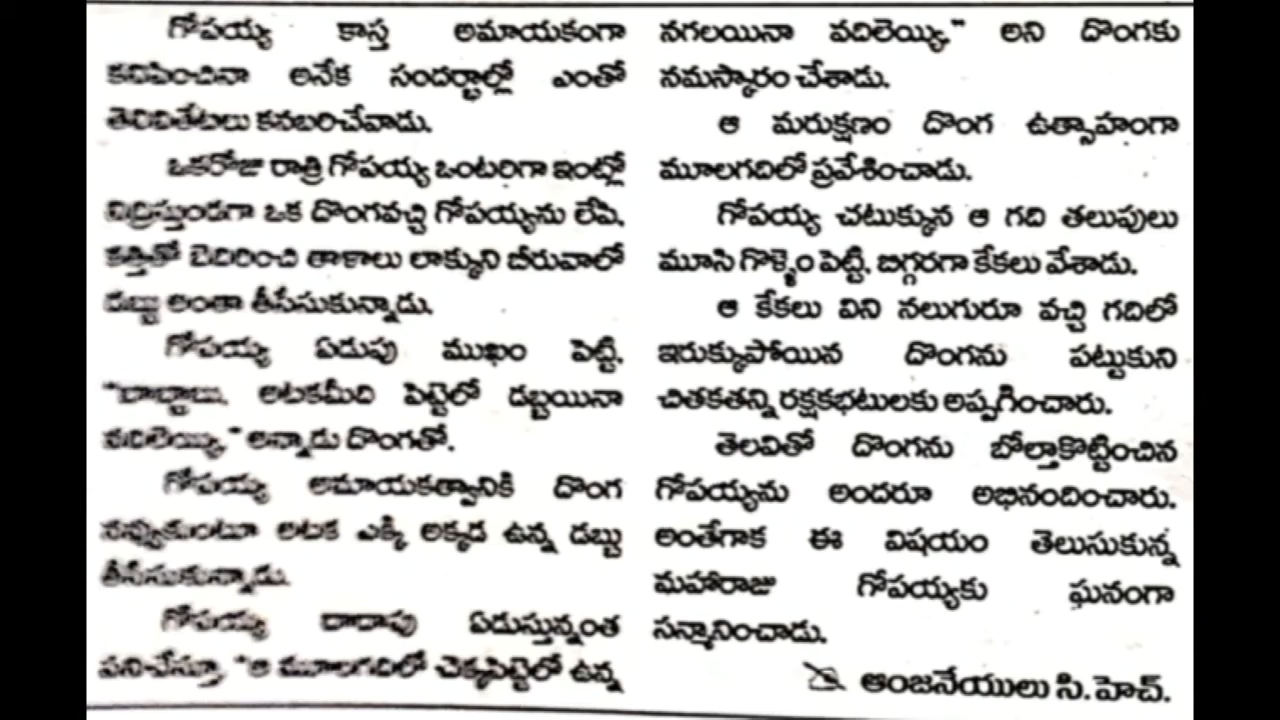 గోపయ్య కాస్త అమాయకంగా
కనిపించినా అనేక సందర్భాల్లో ఎంతో
తెలివితేటలు కనబరిచేవాడు.
ఒకరోజు రాత్రి గోపయ్య ఒంటరిగా ఇంట్లో
నిద్రిస్తుండగా ఒక దొంగవచ్చి గోపయ్యను లేపి,
కత్తితో బెదిరించి తాళాలు లాక్కుని బీరువాలో
డబ్బు అంతా తీసేసుకున్నాడు.
గోపయ్య ఏడుపు ముఖం పెట్టి,
"బాబ్బాబు, అటకమీది పెట్టెలో డబ్బయినా
వదిలెయ్యి," అన్నాడు దొంగతో.
గోపయ్య అమాయకత్వానికి దొంగ
నవ్వుకుంటూ అటక ఎక్కి అక్కడ ఉన్న డబ్బు
తీసేసుకున్నాడు.
గోపయ్య దాదాపు ఏడుస్తున్నంత
పనిచేస్తూ, "ఆ మూలగదిలో చెక్కపెట్టెలో ఉన్న
నగలయినా వదిలెయ్యి," అని దొంగకు
నమస్కారం చేశాడు.
ఆ మరుక్షణం దొంగ ఉత్సాహంగా
మూలగదిలో ప్రవేశించాడు.
గోపయ్య చటుక్కున ఆ గది తలుపులు
మూసి గొళ్ళెం పెట్టి, బిగ్గరగా కేకలు వేశాడు.
ఆ కేకలు విని నలుగురూ వచ్చి గదిలో
ఇరుక్కుపోయిన దొంగను పట్టుకుని
చితకతన్ని రక్షకభటులకు అప్పగించారు.
తెలవితో దొంగను బోల్తాకొట్టించిన
గోపయ్యను అందరూ అభినందించారు.
అంతేగాక ఈ విషయం తెలుసుకున్న
మహారాజు గోపయ్యకు ఘనంగా
సన్మానించాడు.
ఆంజనేయులు సి.హెచ్.